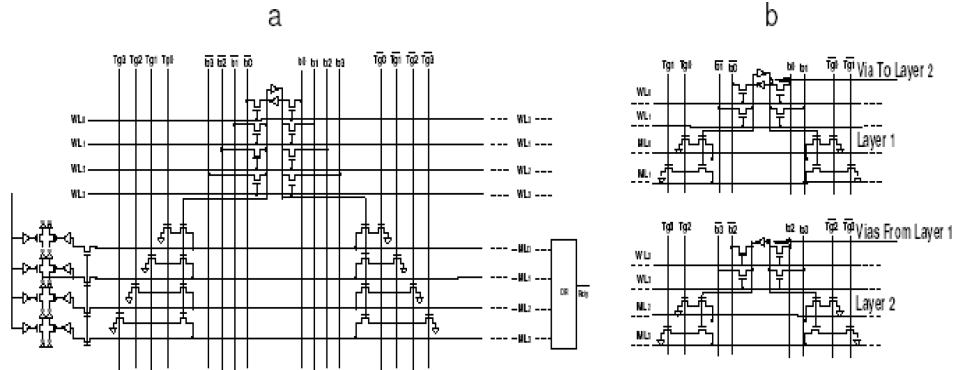 a
b
Tg3 Tg2 Tg1 Tg0 b3 b2 b1 b0 b0 b1 b2 b3 Tg0 Tg1 Tg2 Tg3
WL0
WL1
WL2
WL3
ML0
ML1
ML2
ML3
OR
Tg1 Tg0 b1 b0 b0 b1 Tg0 Tg1
Via To Layer 2
WL0
WL1
Layer 1
ML0
ML1
Tg3 Tg2 b3 b2 b2 b3 Tg2 Tg3
Vias From Layer 1
WL2
WL3
ML2
Layer 2
ML3